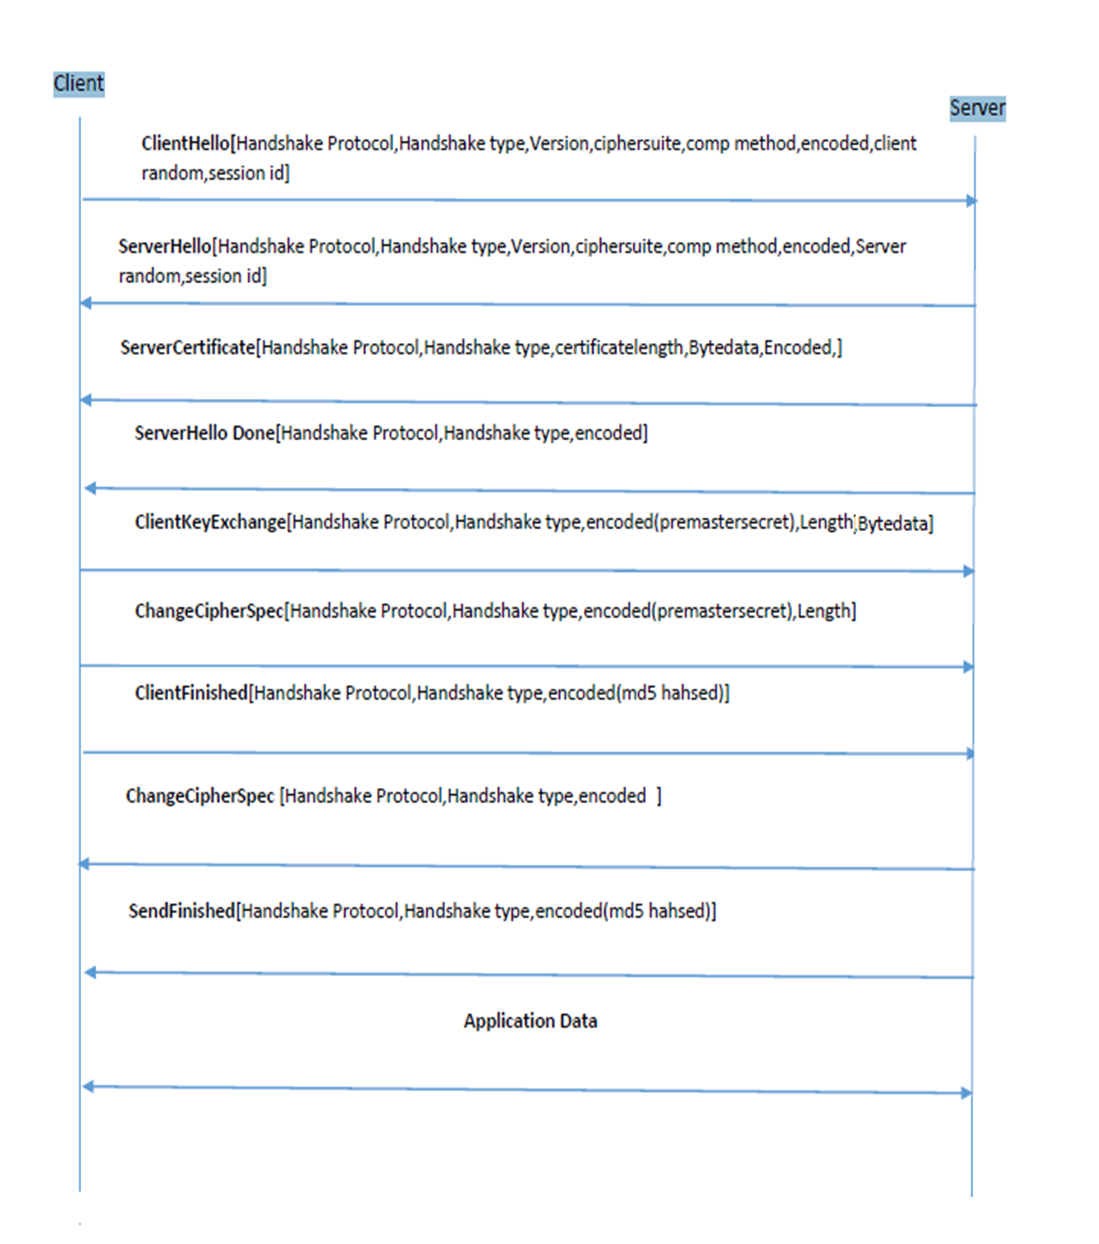 Client
Server
ClientHello[Handshake Protocol,Handshake type,Version,ciphersuite,comp method,encoded,client
random,session id]
ServerHello[Handshake Protocol,Handshake type,Version,ciphersuite,comp method,encoded,Server
random,session id]
ServerCertificate[Handshake Protocol,Handshake type,certificatelength,Bytedata,Encoded,]
ServerHello Done[Handshake Protocol,Handshake type,encoded]
ClientKeyExchange[Handshake Protocol,Handshake type,encoded(premastersecret),Length,Bytedata]
ChangeCipherSpec[Handshake Protocol,Handshake type,encoded(premastersecret),Length]
ClientFinished[Handshake Protocol,Handshake type,encoded(md5 hahsed)]
ChangeCipherSpec [Handshake Protocol,Handshake type,encoded ]
SendFinished[Handshake Protocol,Handshake type,encoded(md5 hahsed)]
Application Data